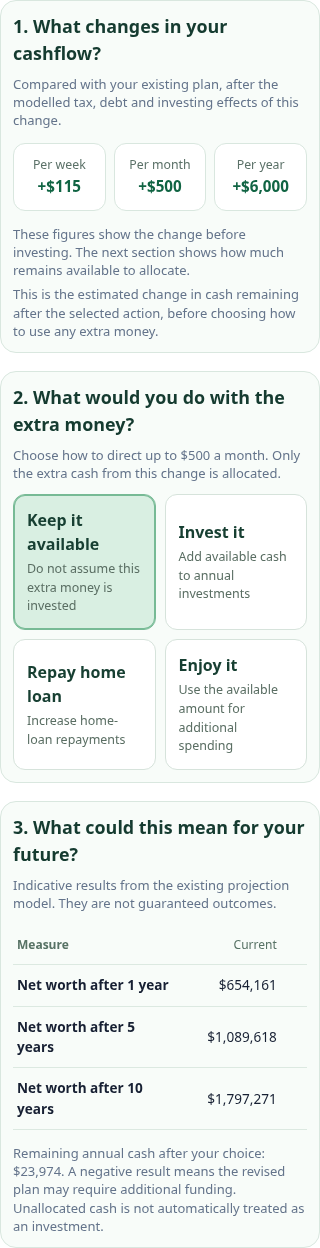 1. What changes in your
cashflow?
Compared with your existing plan, after the
modelled tax, debt and investing effects of this
change.
Per week
+$115
Per month
+$500
Per year
+$6,000
These figures show the change before
investing. The next section shows how much
remains available to allocate.
This is the estimated change in cash remaining
after the selected action, before choosing how
to use any extra money.
2. What would you do with the
extra money?
Choose how to direct up to $500 a month. Only
the extra cash from this change is allocated.
Keep it
available
Do not assume this
extra money is
invested
Invest it
Add available cash
to annual
investments
Repay home
loan
Increase home-
loan repayments
Enjoy it
Use the available
amount for
additional
spending
3. What could this mean for your
future?
Indicative results from the existing projection
model. They are not guaranteed outcomes.
Measure Current
Net worth after 1 year $654,161
Net worth after 5
years $1,089,618
Net worth after 10
years $1,797,271
Remaining annual cash after your choice:
$23,974. A negative result means the revised
plan may require additional funding.
Unallocated cash is not automatically treated as
an investment.